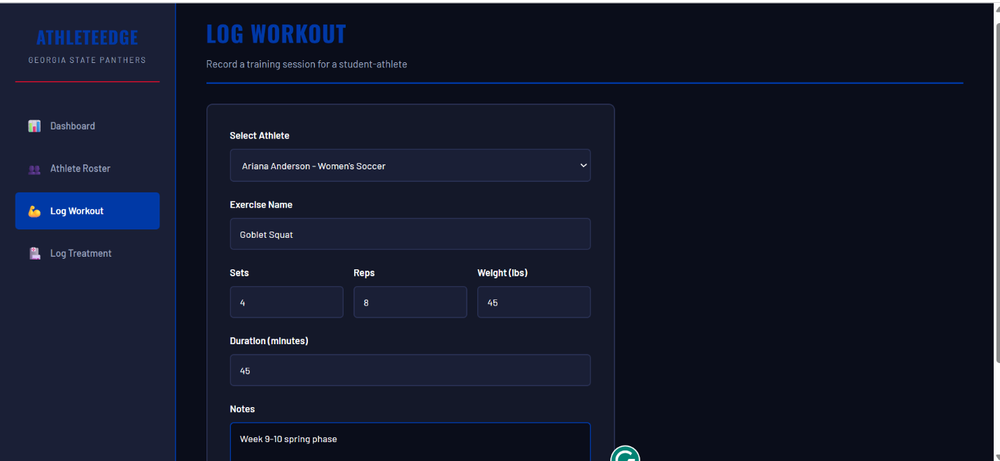 ATHLETEEDGE
GEORGIA STATE PANTHERS
Dashboard
Athlete Roster
Log Workout
Log Treatment
LOG WORKOUT
Record a training session for a student-athlete
Select Athlete
Ariana Anderson - Women's Soccer
Exercise Name
Goblet Squat
Sets Reps Weight (lbs)
4 8 45
Duration (minutes)
45
Notes
Week 9-10 spring phase